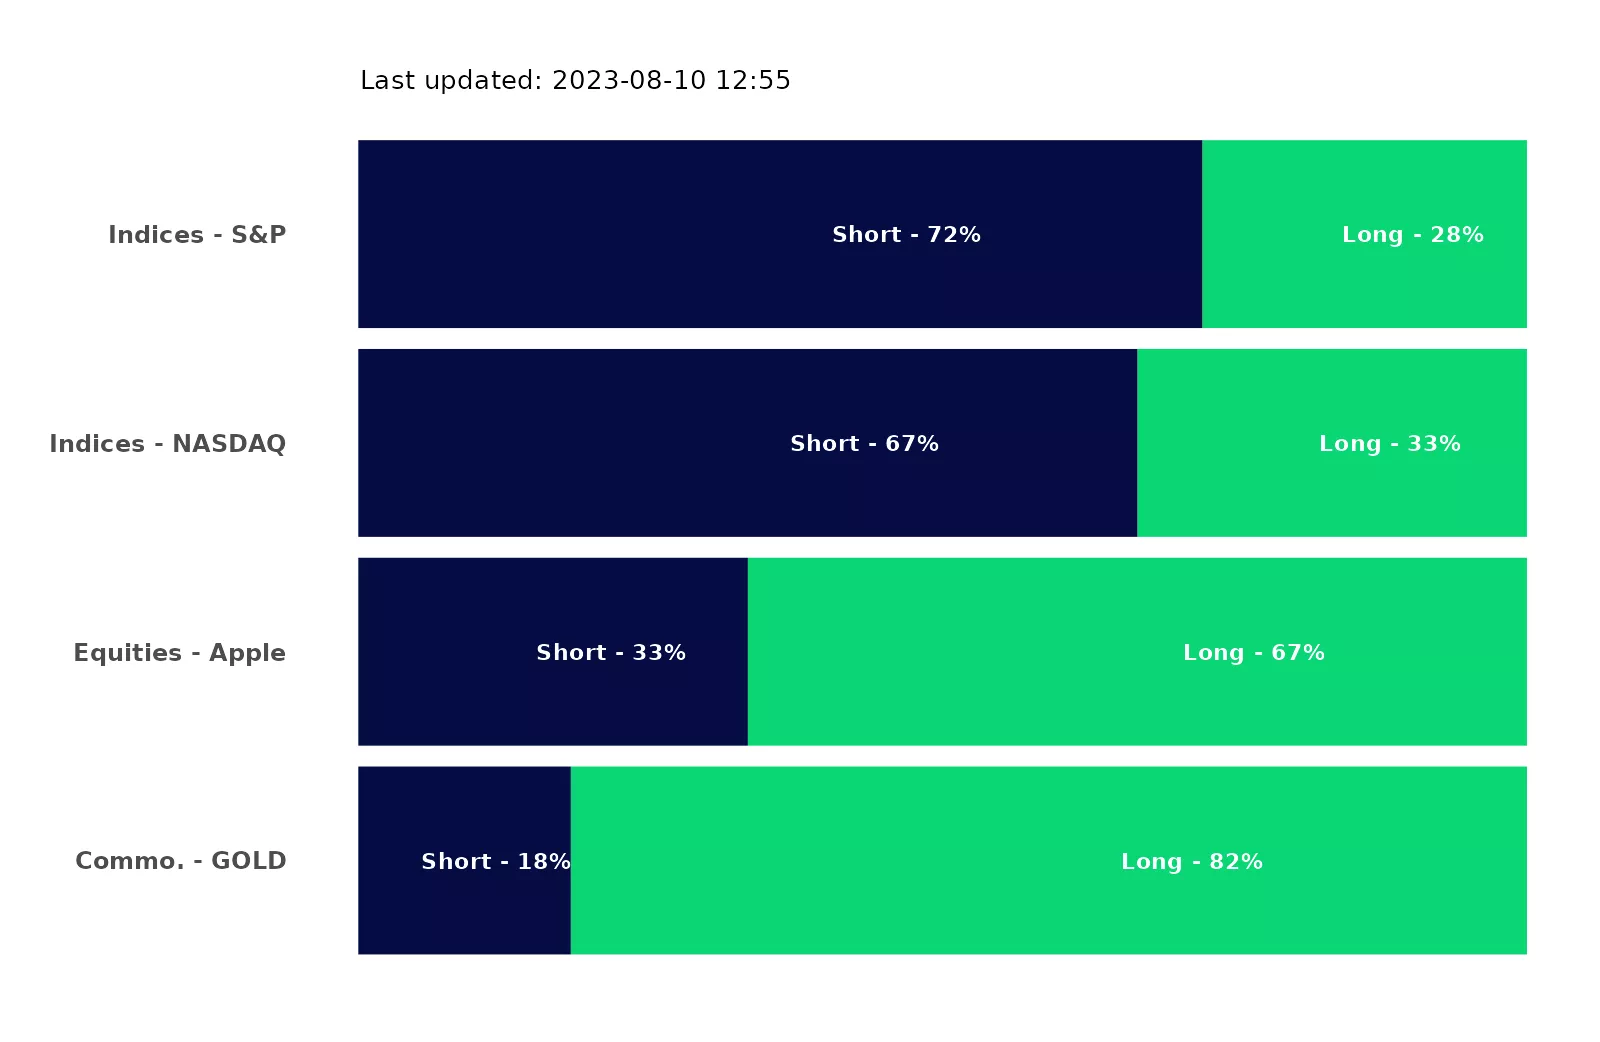 Last updated: 2023-08-10 12:55
Indices - S&P Short - 72% Long - 28%
Indices - NASDAQ Short - 67% Long - 33%
Equities - Apple Short - 33% Long - 67%
Commo. - GOLD Short - 18% Long - 82%